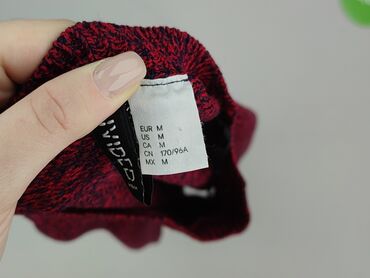 EUR M
US M
CA M
CN 170/96A
MX M
DIVIDED